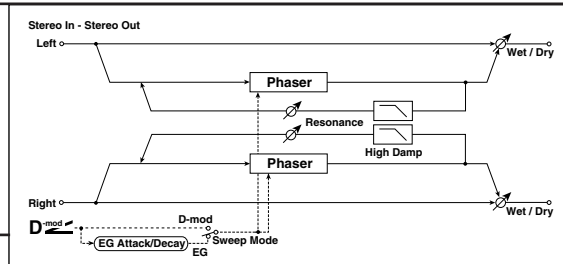 Stereo In - Stereo Out
Left
Wet / Dry
Phaser
Resonance
High Damp
Phaser
Right
Wet / Dry
D-mod
D-mod
EG Attack/Decay
Sweep Mode
EG